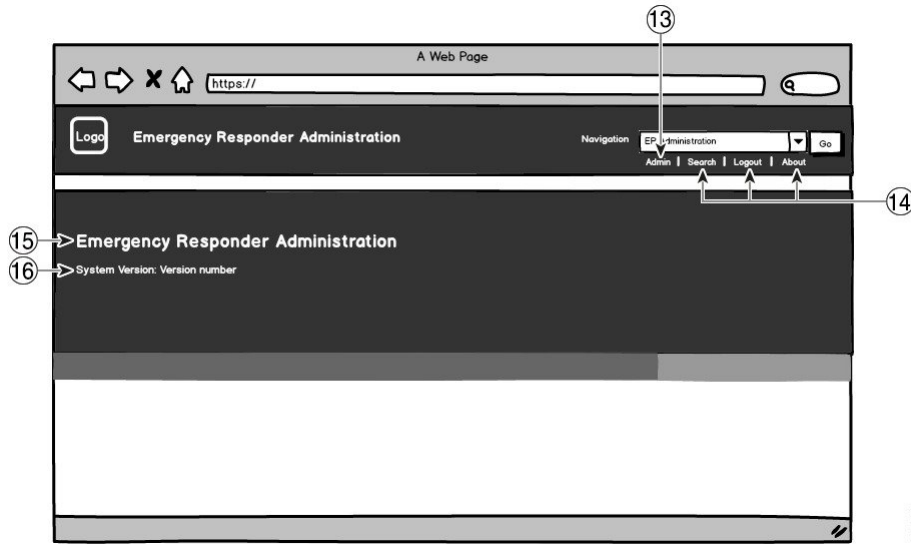 13
A Web Page
https://
Logo
Emergency Responder Administration
Navigation
Go
Admin | Search | Logout | About
14
15
Emergency Responder Administration
16
System Version: Version number